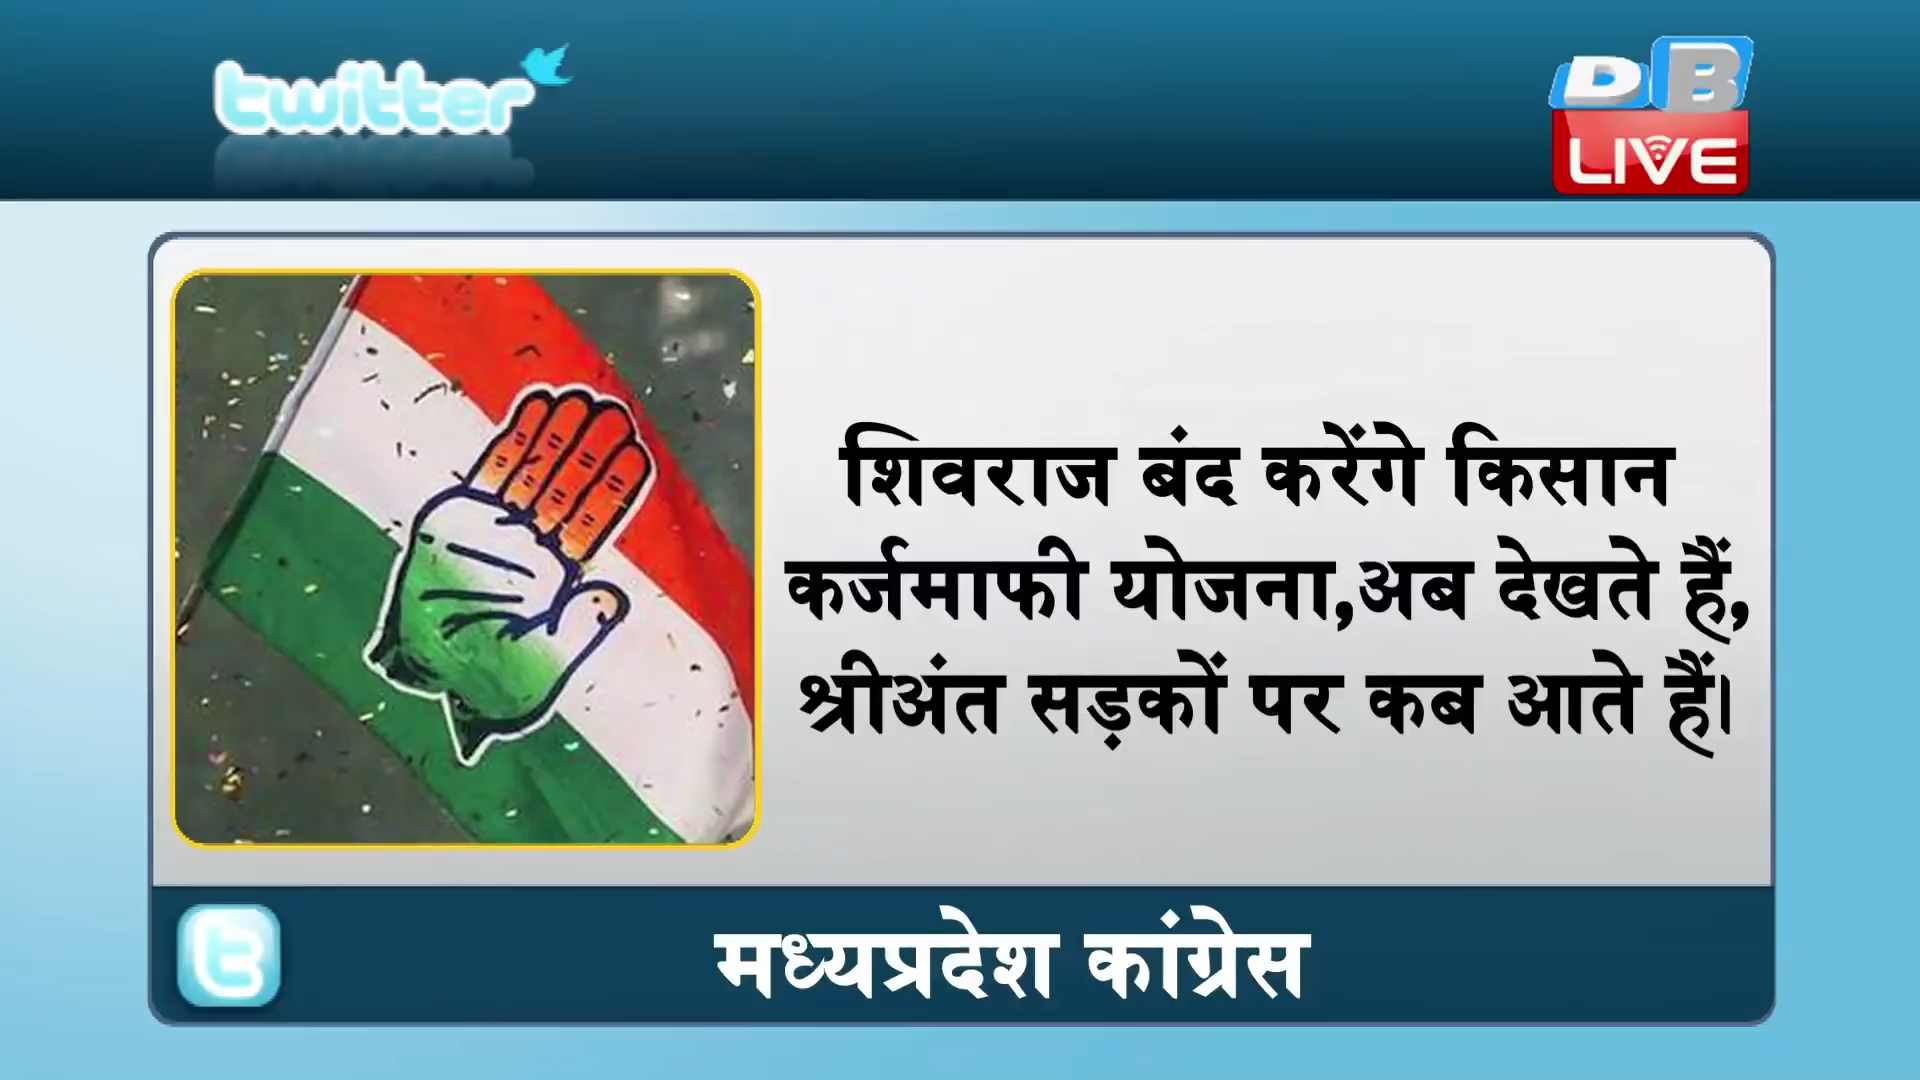 twitter
DB
LIVE
शिवराज बंद करेंगे किसान
कर्जमाफी योजना,अब देखते हैं,
श्रीअंत सड़कों पर कब आते हैं।
t
मध्यप्रदेश कांग्रेस